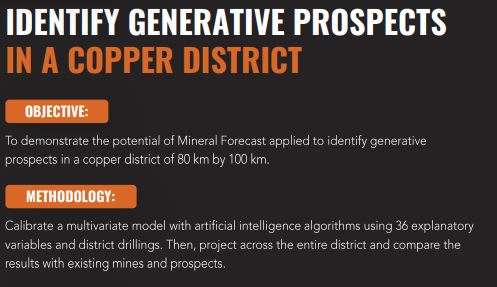 IDENTIFY GENERATIVE PROSPECTS
IN A COPPER DISTRICT
OBJECTIVE:
To demonstrate the potential of Mineral Forecast applied to identify generative
prospects in a copper district of 80 km by 100 km.
METHODOLOGY:
Calibrate a multivariate model with artificial intelligence algorithms using 36 explanatory
variables and district drillings. Then, project across the entire district and compare the
results with existing mines and prospects.